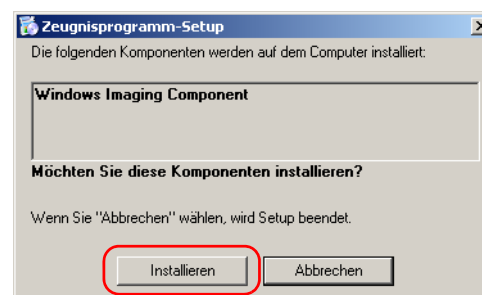 Zeugnisprogramm-Setup
Die folgenden Komponenten werden auf dem Computer installiert:
Windows Imaging Component
Möchten Sie diese Komponenten installieren?
Wenn Sie "Abbrechen" wählen, wird Setup beendet.
Installieren Abbrechen